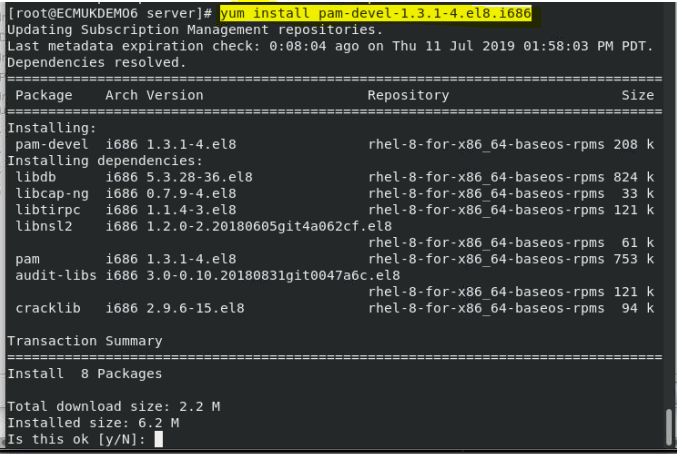 [root@ECMUKDEMO6 server]# yum install pam-devel-1.3.1-4.el8.i686
Updating Subscription Management repositories.
Last metadata expiration check: 0:08:04 ago on Thu 11 Jul 2019 01:58:03 PM PDT.
Dependencies resolved.
================================================================================
Package Arch Version Repository Size
================================================================================
Installing:
pam-devel i686 1.3.1-4.el8 rhel-8-for-x86_64-baseos-rpms 208 k
Installing dependencies:
libdb i686 5.3.28-36.el8 rhel-8-for-x86_64-baseos-rpms 824 k
libcap-ng i686 0.7.9-4.el8 rhel-8-for-x86_64-baseos-rpms 33 k
libtirpc i686 1.1.4-3.el8 rhel-8-for-x86_64-baseos-rpms 121 k
libnsl2 i686 1.2.0-2.20180605git4a062cf.el8
rhel-8-for-x86_64-baseos-rpms 61 k
pam i686 1.3.1-4.el8 rhel-8-for-x86_64-baseos-rpms 753 k
audit-libs i686 3.0-0.10.20180831git0047a6c.el8
rhel-8-for-x86_64-baseos-rpms 121 k
cracklib i686 2.9.6-15.el8 rhel-8-for-x86_64-baseos-rpms 94 k
Transaction Summary
================================================================================
Install 8 Packages
Total download size: 2.2 M
Installed size: 6.2 M
Is this ok [y/N]: